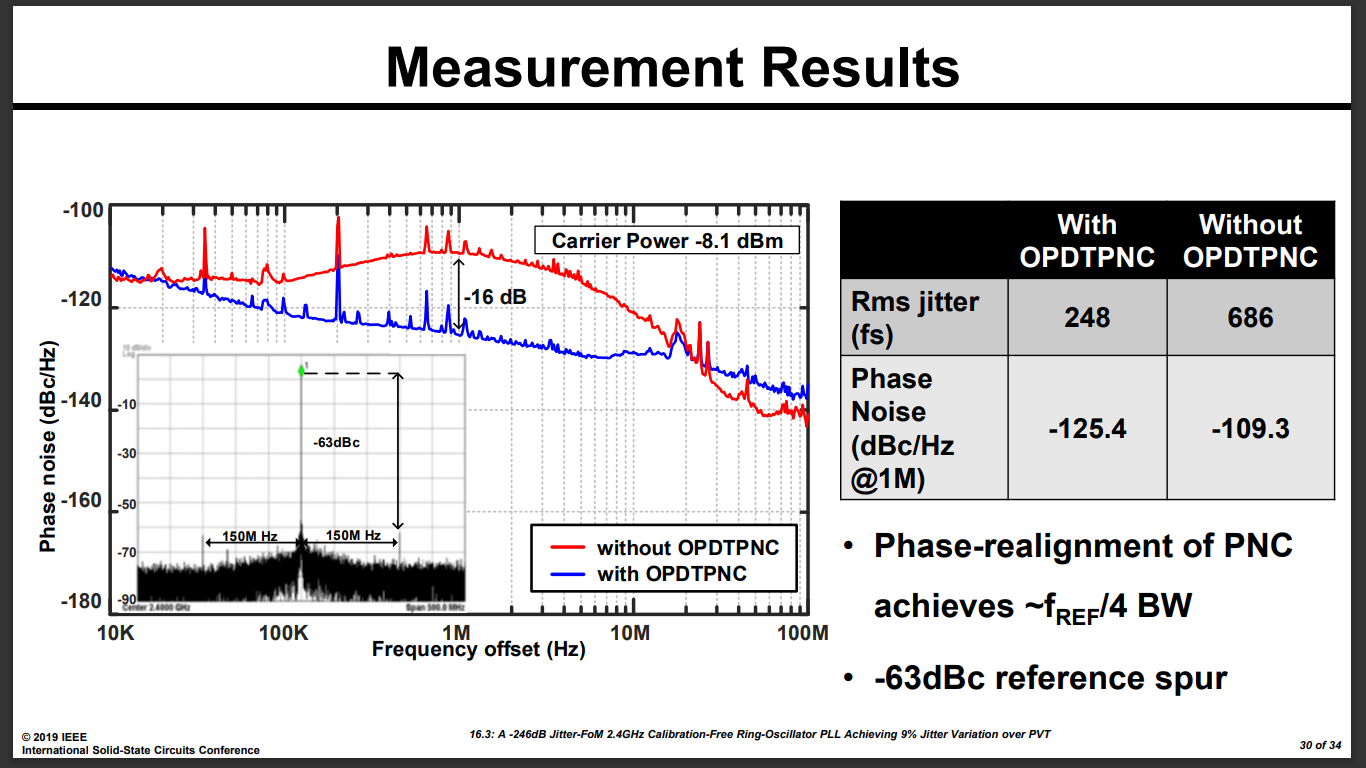 Measurement Results
-100
-120
-140
-160
-180
Phase noise (dBc/Hz)
10K
100K
1M
10M
100M
Frequency offset (Hz)
Carrier Power -8.1 dBm
-16 dB
10 dB/div
Log
1
-10
-30
-50
-70
-90
-63dBc
150M Hz
150M Hz
Center 2.4000 GHz
Span 500.0 MHz
without OPDTPNC
with OPDTPNC
With
OPDTPNC
Without
OPDTPNC
Rms jitter
(fs)
248
686
Phase
Noise
(dBc/Hz
@1M)
-125.4
-109.3
• Phase-realignment of PNC
achieves ~fREF/4 BW
• -63dBc reference spur
© 2019 IEEE
International Solid-State Circuits Conference
16.3: A -246dB Jitter-FoM 2.4GHz Calibration-Free Ring-Oscillator PLL Achieving 9% Jitter Variation over PVT
30 of 34